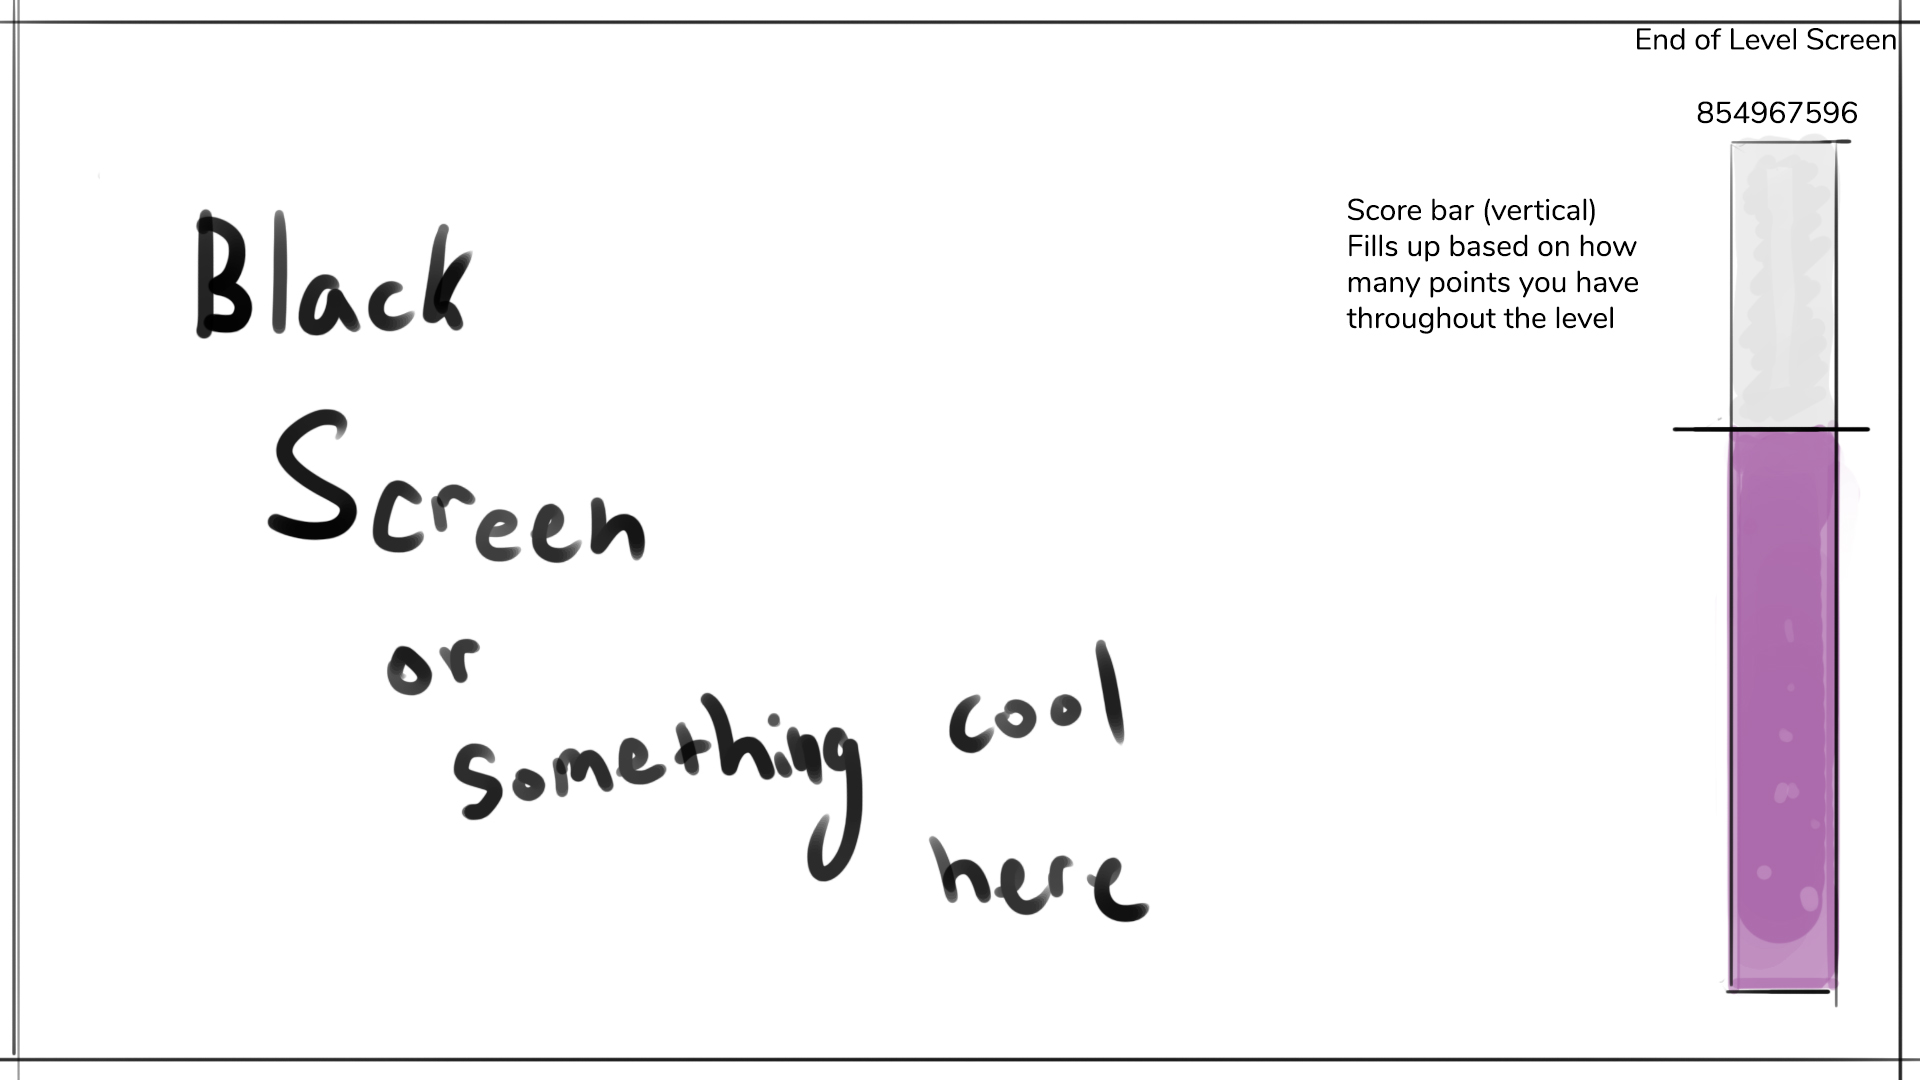 End of Level Screen
854967596
Score bar (vertical)
Fills up based on how
many points you have
throughout the level
Black
Screen
or
something cool
here